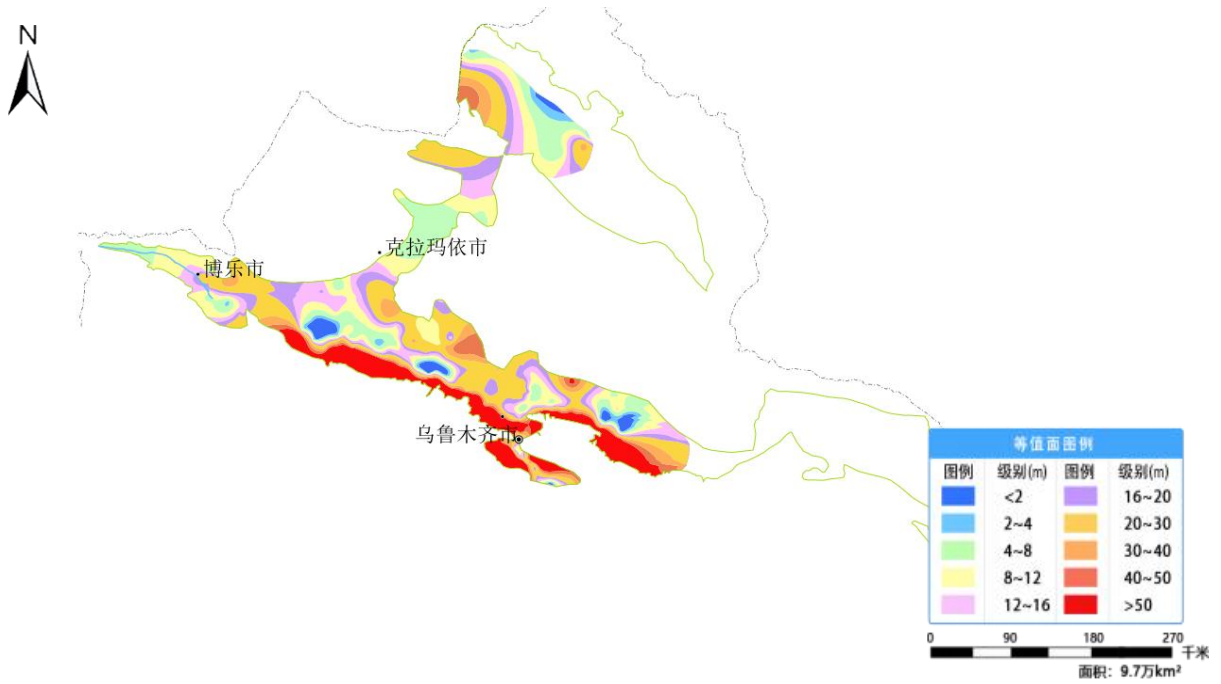 N
克拉玛依市
博乐市
乌鲁木齐市
等值面图例
图例 级别(m) 图例 级别(m)
<2 16~20
2~4 20~30
4~8 30~40
8~12 40~50
12~16 >50
0 90 180 270
千米
面积：9.7万km²